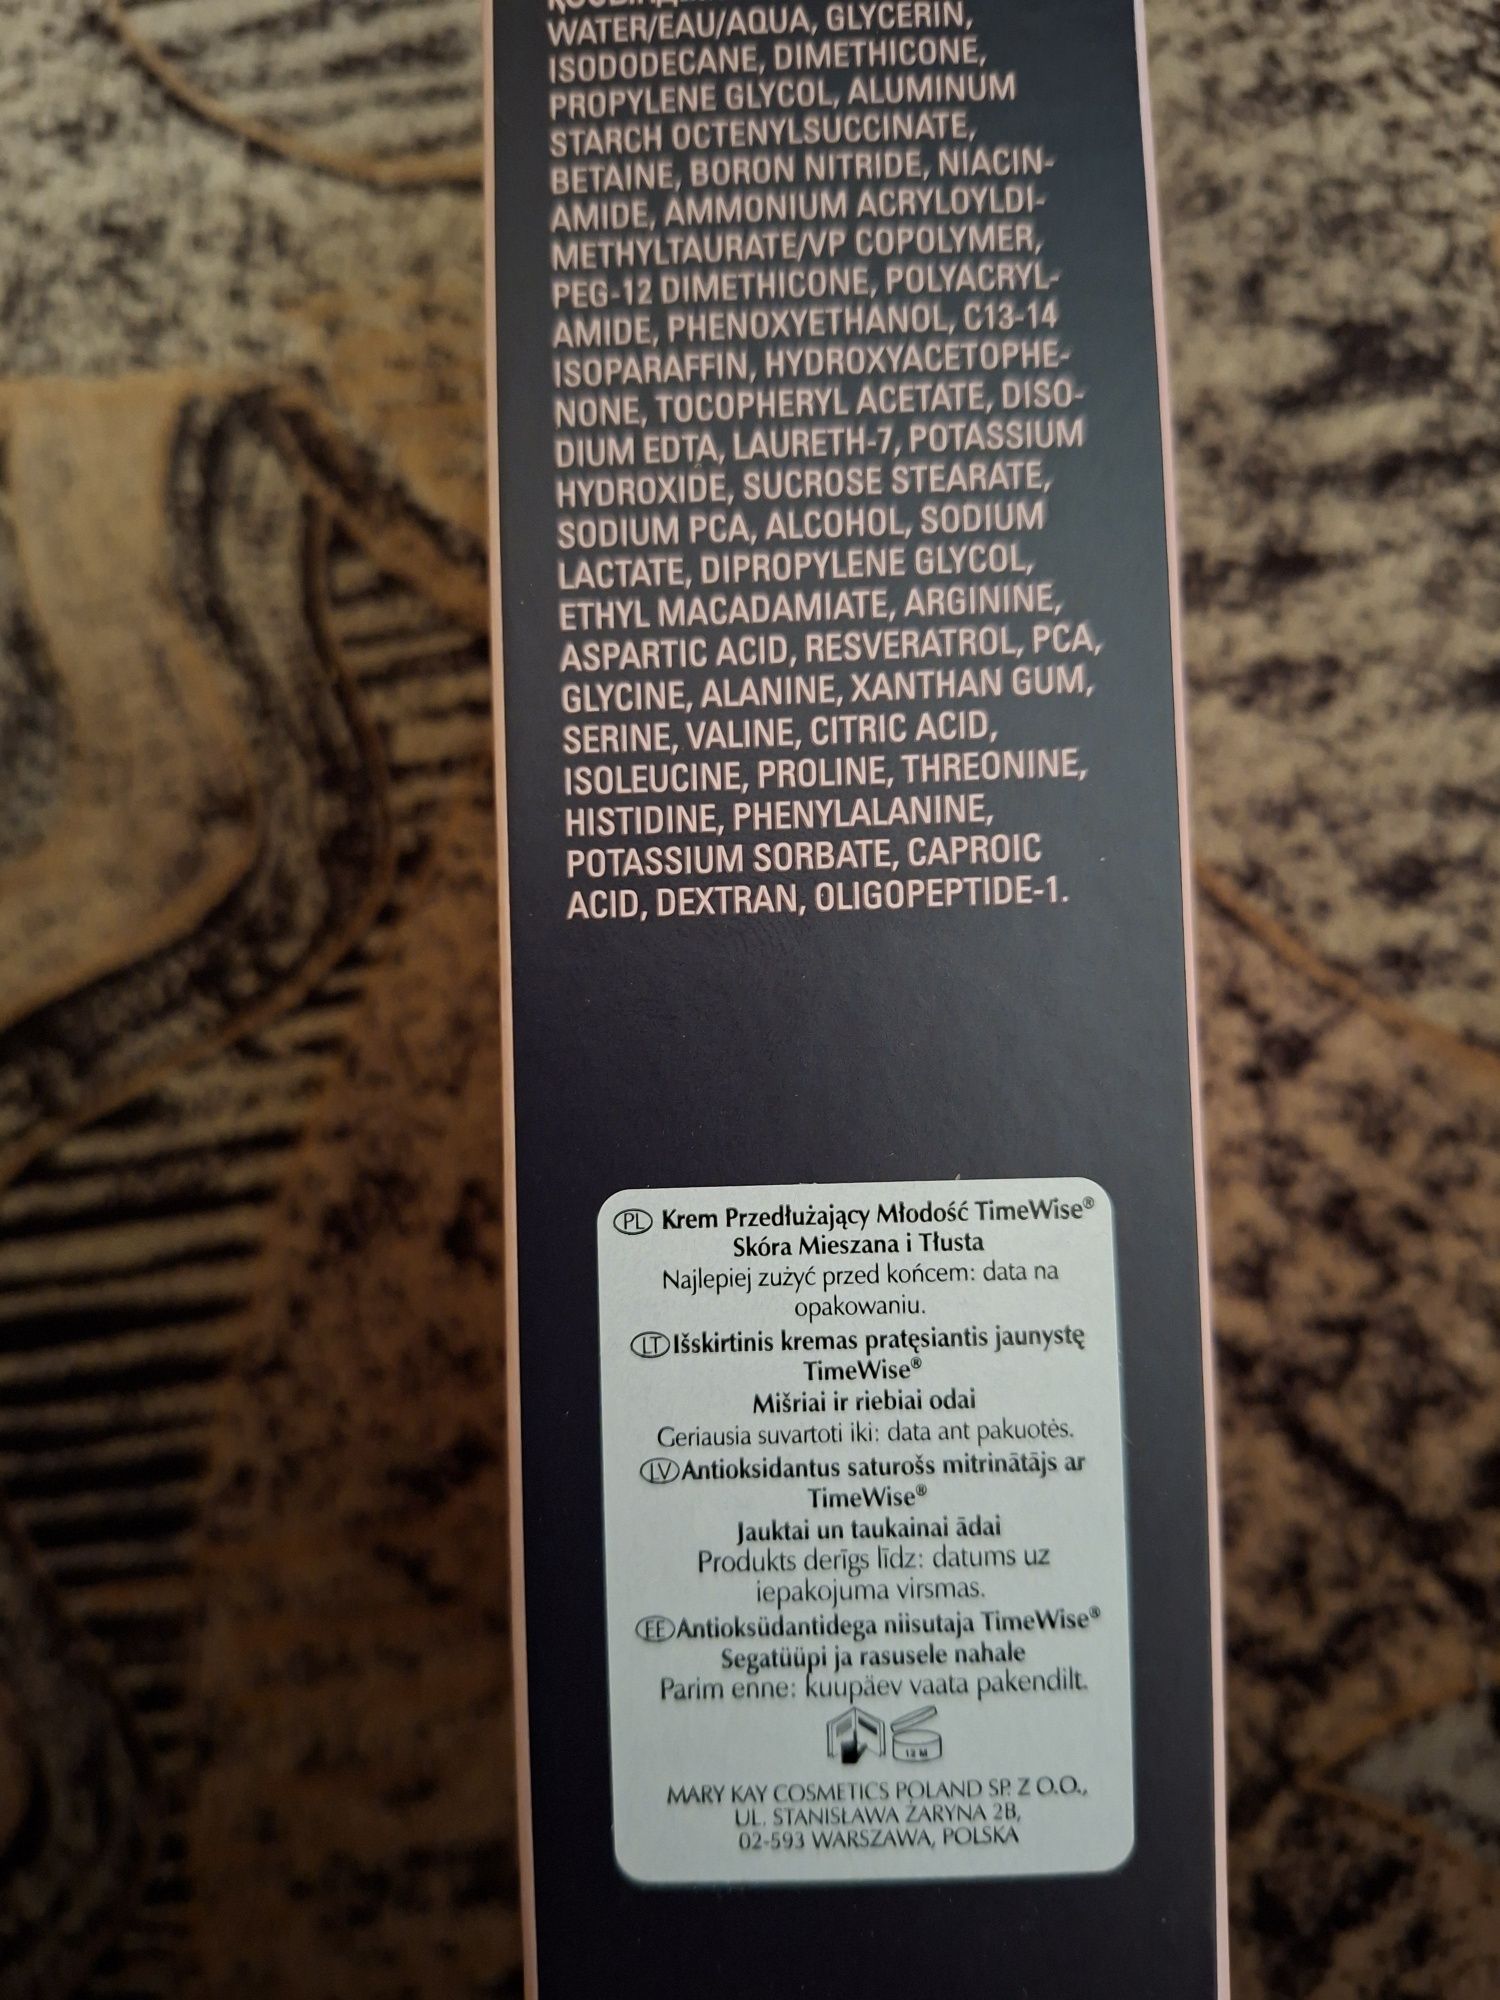 WATER/EAU/AQUA, GLYCERIN,
ISODODECANE, DIMETHICONE,
PROPYLENE GLYCOL, ALUMINUM
STARCH OCTENYLSUCCINATE,
BETAINE, BORON NITRIDE, NIACIN-
AMIDE, AMMONIUM ACRYLOYLDI-
METHYLTAURATE/VP COPOLYMER,
PEG-12 DIMETHICONE, POLYACRYL-
AMIDE, PHENOXYETHANOL, C13-14
ISOPARAFFIN, HYDROXYACETOPHE-
NONE, TOCOPHERYL ACETATE, DISO-
DIUM EDTA, LAURETH-7, POTASSIUM
HYDROXIDE, SUCROSE STEARATE,
SODIUM PCA, ALCOHOL, SODIUM
LACTATE, DIPROPYLENE GLYCOL,
ETHYL MACADAMIATE, ARGININE,
ASPARTIC ACID, RESVERATROL, PCA,
GLYCINE, ALANINE, XANTHAN GUM,
SERINE, VALINE, CITRIC ACID,
ISOLEUCINE, PROLINE, THREONINE,
HISTIDINE, PHENYLALANINE,
POTASSIUM SORBATE, CAPROIC
ACID, DEXTRAN, OLIGOPEPTIDE-1.
PL Krem Przedłużający Młodość TimeWise®
Skóra Mieszana i Tłusta
Najlepiej zużyć przed końcem: data na
opakowaniu.
LT Išskirtinis kremas pratęsiantis jaunystę
TimeWise®
Mišriai ir riebiai odai
Geriausia suvartoti iki: data ant pakuotės.
LV Antioksidantus saturošs mitrinātājs ar
TimeWise®
Jauktai un taukainai ādai
Produkts derīgs līdz: datums uz
iepakojuma virsmas.
EE Antioksüdantidega niisutaja TimeWise®
Segatüüpi ja rasusele nahale
Parim enne: kuupäev vaata pakendilt.
12 M
MARY KAY COSMETICS POLAND SP. Z O.O.,
UL. STANISŁAWA ŻARYNA 2B,
02-593 WARSZAWA, POLSKA